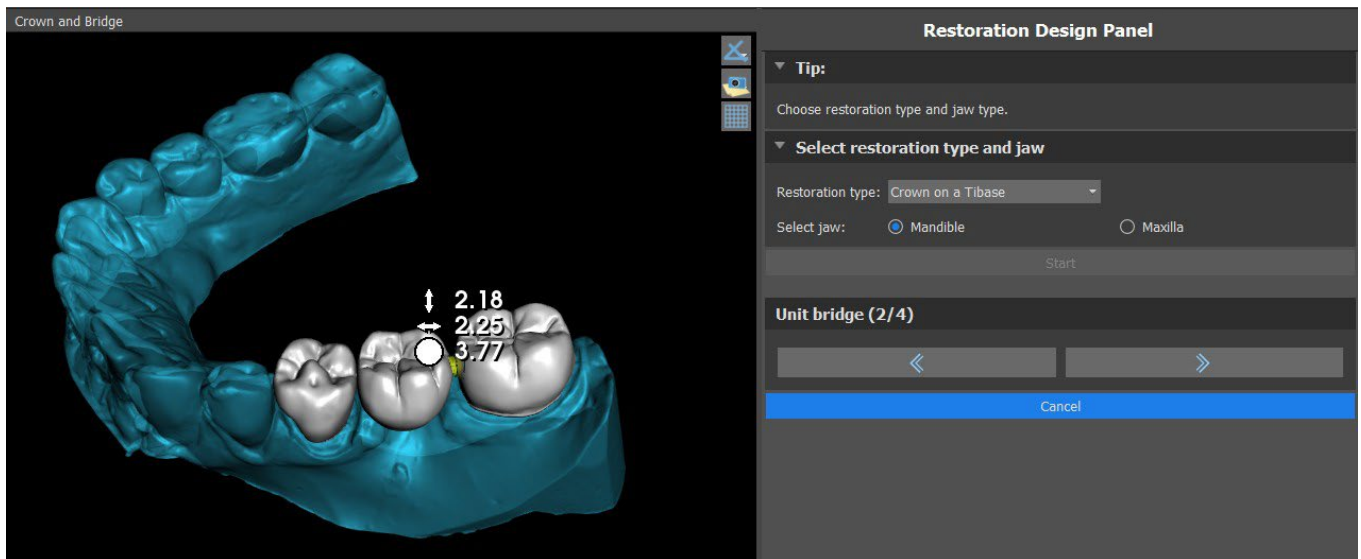 Crown and Bridge
2.18
2.25
3.77
Restoration Design Panel
Tip:
Choose restoration type and jaw type.
Select restoration type and jaw
Restoration type: Crown on a Tibase
Select jaw: Mandible Maxilla
Start
Unit bridge (2/4)
Cancel